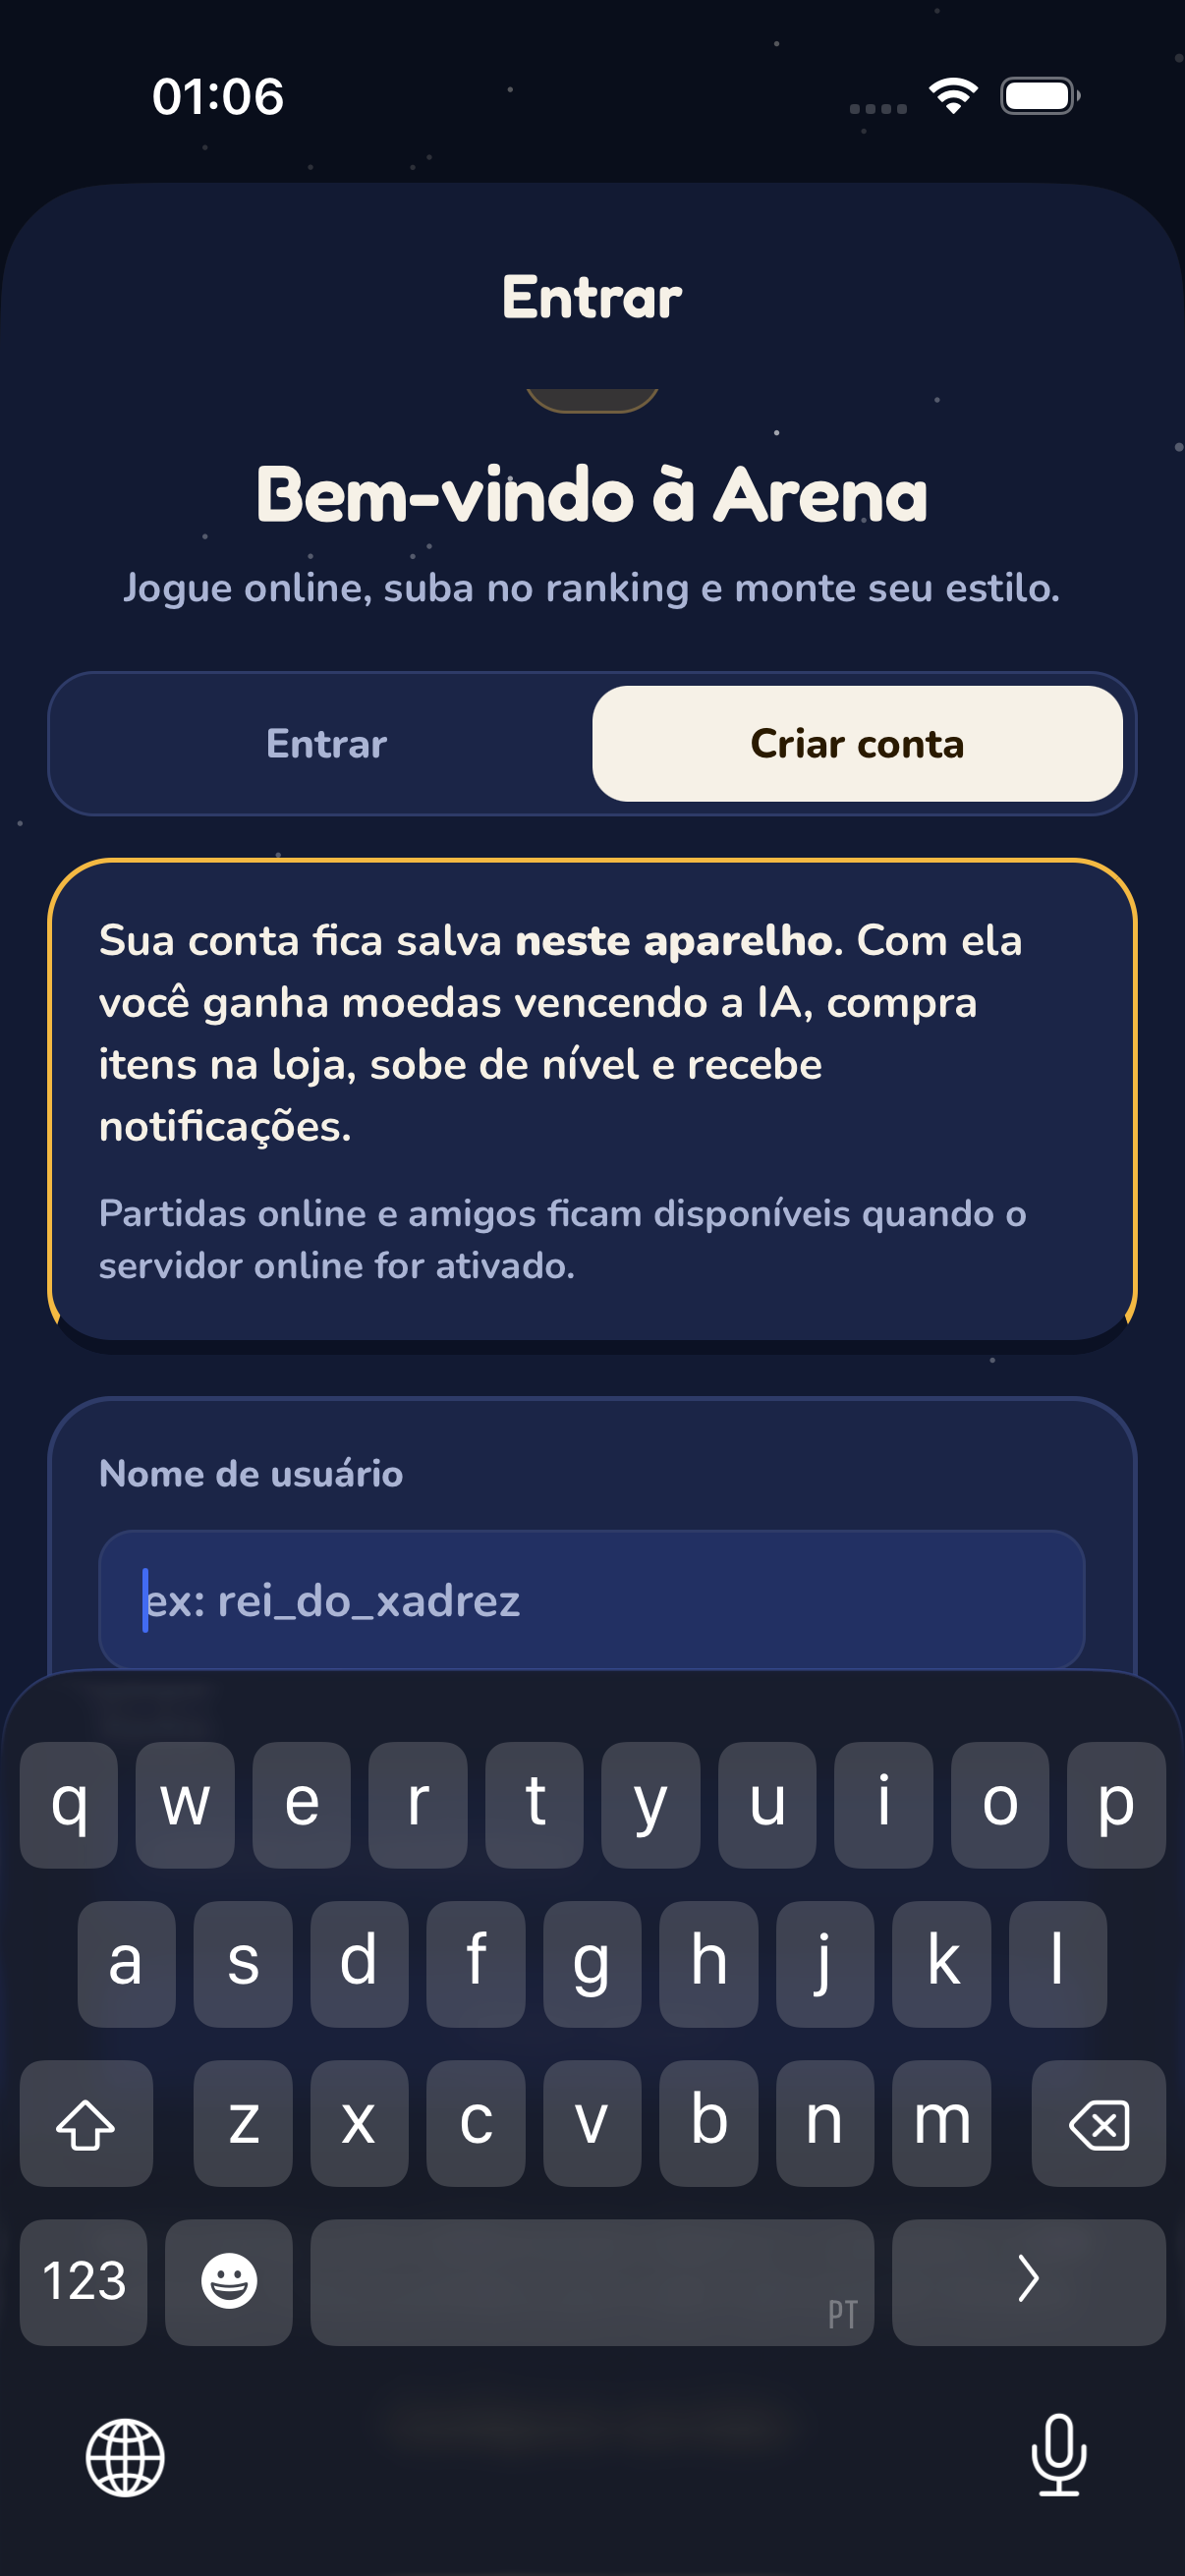 01:06
Entrar
Bem-vindo à Arena
Jogue online, suba no ranking e monte seu estilo.
Entrar
Criar conta
Sua conta fica salva neste aparelho. Com ela
você ganha moedas vencendo a IA, compra
itens na loja, sobe de nível e recebe
notificações.
Partidas online e amigos ficam disponíveis quando o
servidor online for ativado.
Nome de usuário
ex: rei_do_xadrez
q w e r t y u i o p
a s d f g h j k l
z x c v b n m
123
PT